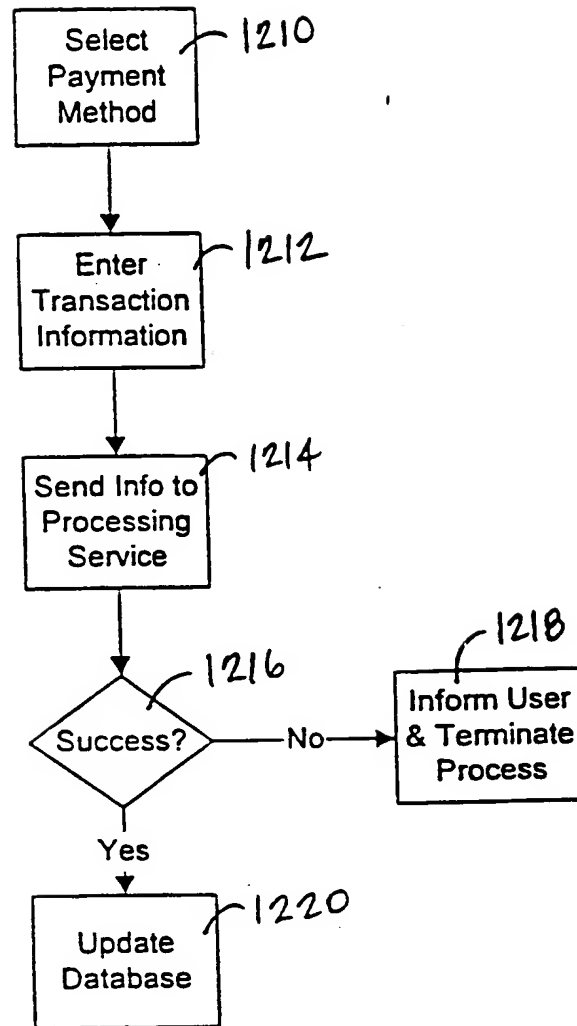 Select
Payment
Method
1210
Enter
Transaction
Information
1212
Send Info to
Processing
Service
1214
Success?
1216
No
Inform User
& Terminate
Process
1218
Yes
Update
Database
1220